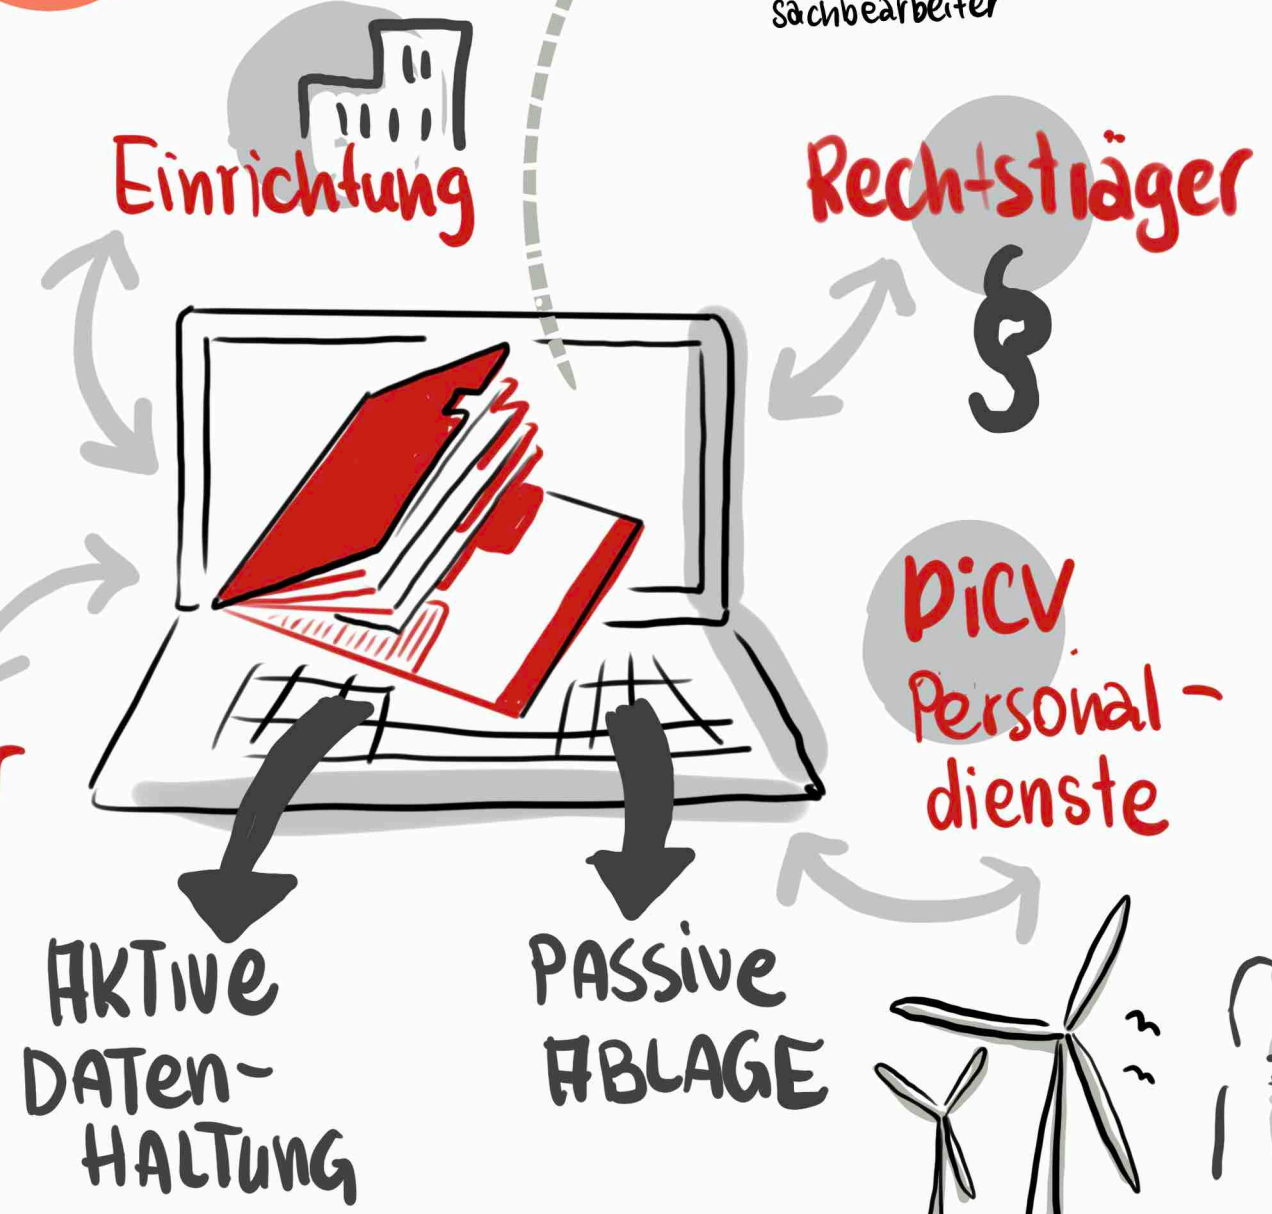 Sachbearbeiter
Einrichtung
Rechtsträger
§
DiCV
Personal-
dienste
AKTIVE
DATEN-
HALTUNG
PASSIVE
ABLAGE